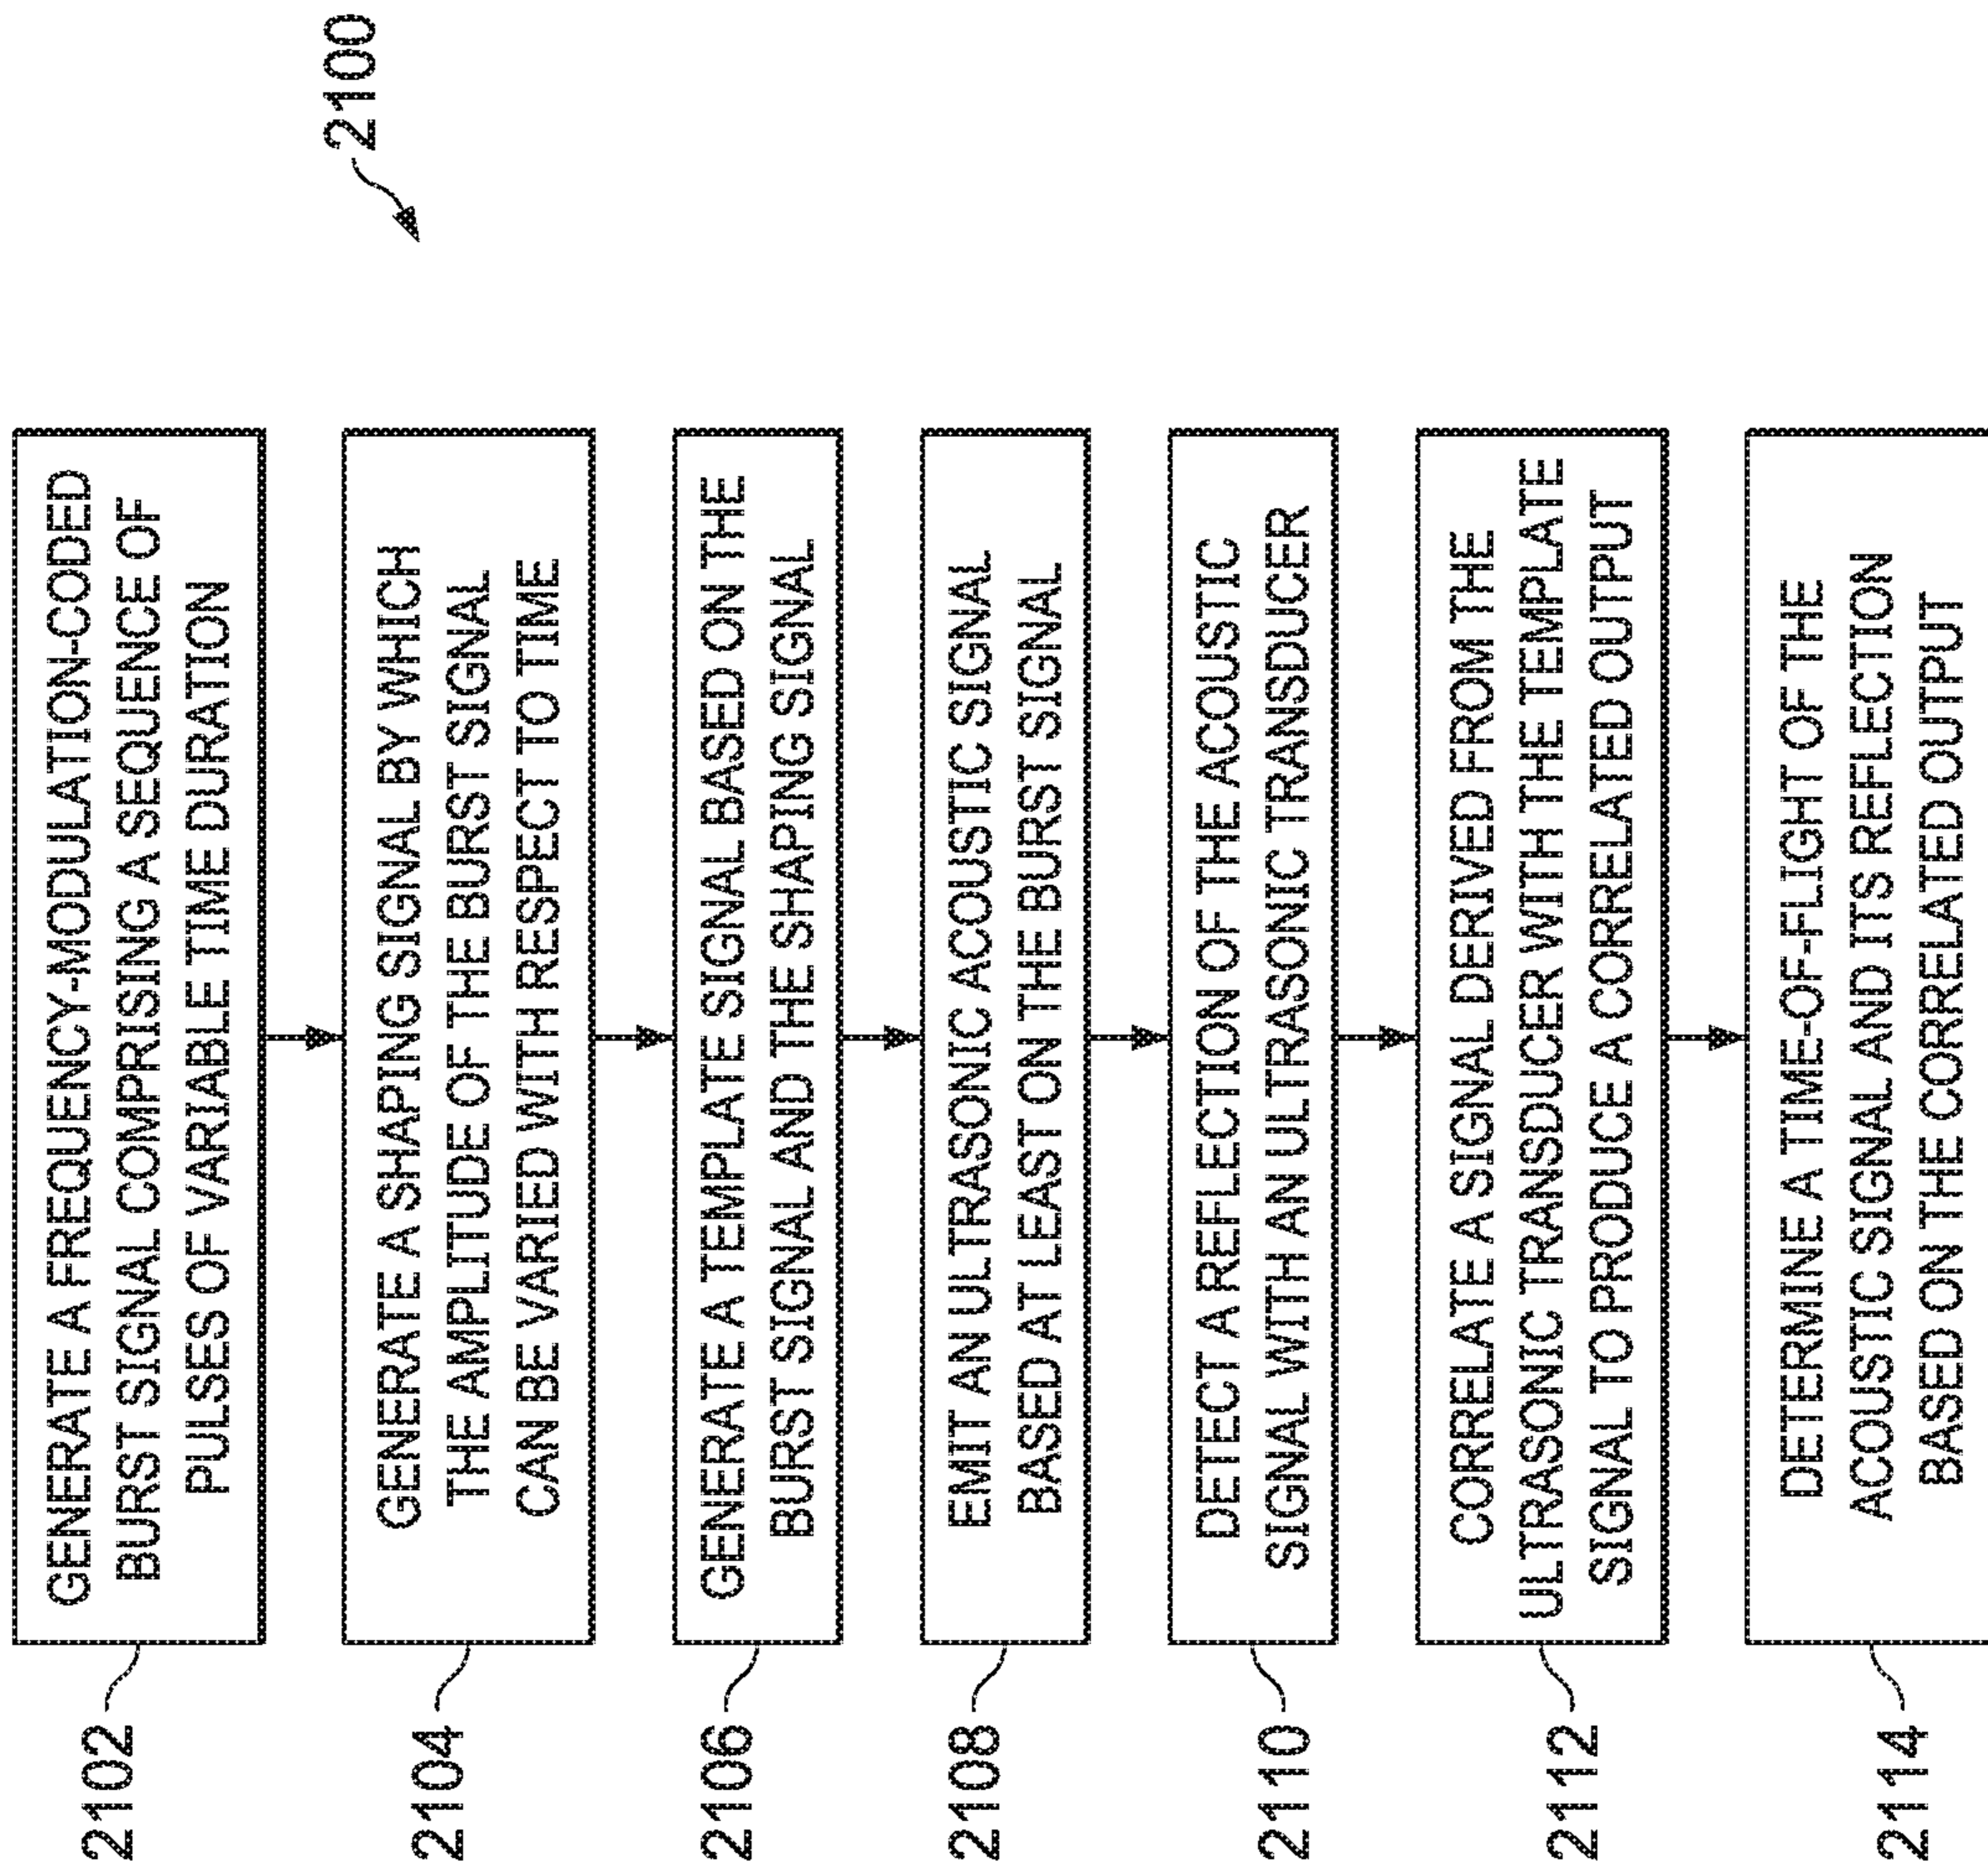 2100
2102
GENERATE A FREQUENCY-MODULATION-CODED
BURST SIGNAL COMPRISING A SEQUENCE OF
PULSES OF VARIABLE TIME DURATION
2104
GENERATE A SHAPING SIGNAL BY WHICH
THE AMPLITUDE OF THE BURST SIGNAL
CAN BE VARIED WITH RESPECT TO TIME
2106
GENERATE A TEMPLATE SIGNAL BASED ON THE
BURST SIGNAL AND THE SHAPING SIGNAL
2108
EMIT AN ULTRASONIC ACOUSTIC SIGNAL
BASED AT LEAST ON THE BURST SIGNAL
2110
DETECT A REFLECTION OF THE ACOUSTIC
SIGNAL WITH AN ULTRASONIC TRANSDUCER
2112
CORRELATE A SIGNAL DERIVED FROM THE
ULTRASONIC TRANSDUCER WITH THE TEMPLATE
SIGNAL TO PRODUCE A CORRELATED OUTPUT
2114
DETERMINE A TIME-OF-FLIGHT OF THE
ACOUSTIC SIGNAL AND ITS REFLECTION
BASED ON THE CORRELATED OUTPUT